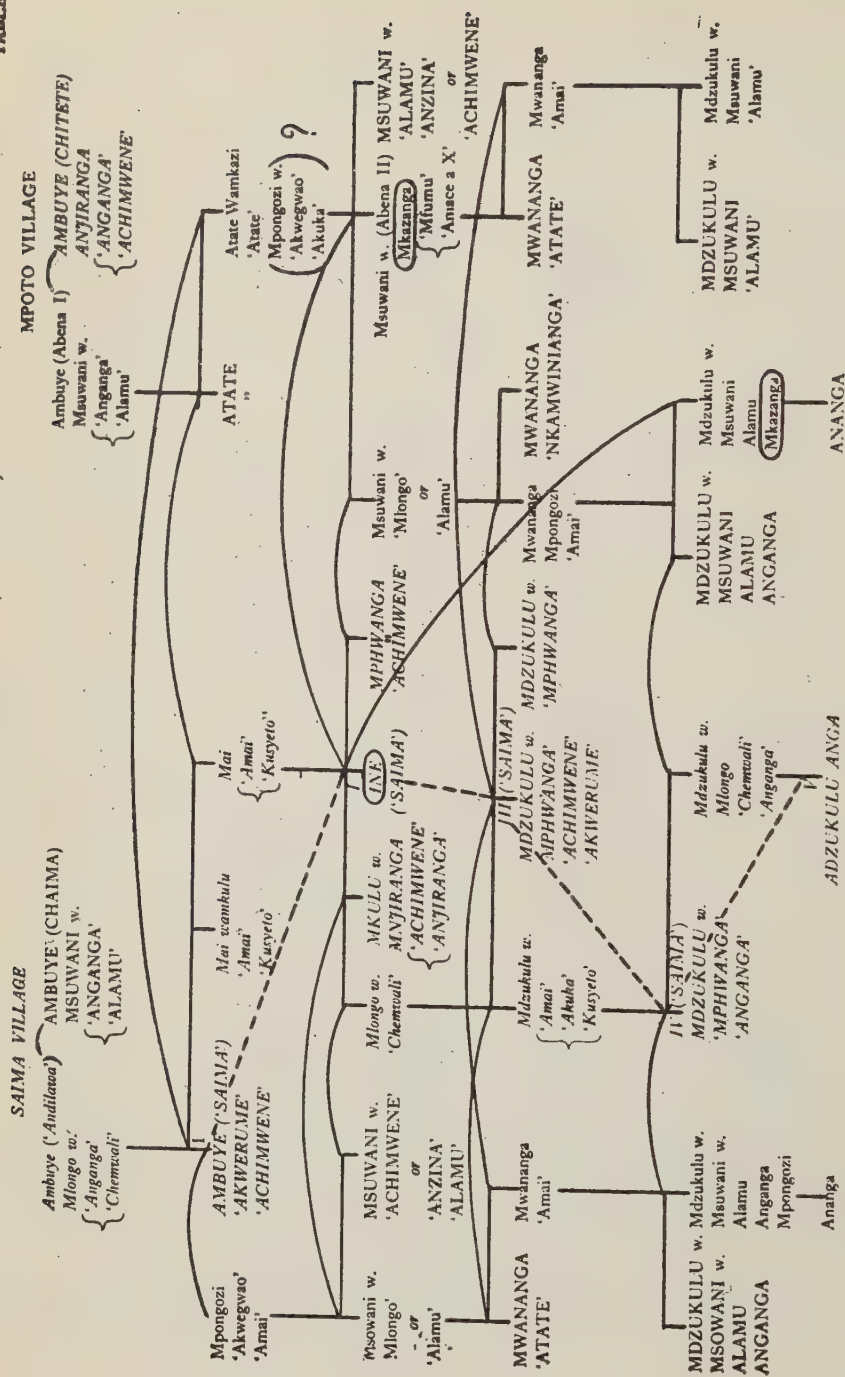 TABLE
SAIMA VILLAGE
MPOTO VILLAGE
Ambuye ('Andilawa')
Mlongo w.
'Anganga'
'Chemwali'
AMBUYE (CHAIMA)
MSUWANI w.
'ANGANGA'
'ALAMU'
Ambuye (Abena I)
Msuwani w.
'Anganga'
'Alamu'
AMBUYE (CHITETE)
ANJIRANGA
'ANGANGA'
'ACHIMWENE'
Mpongozi
'Akwegwao'
'Amai'
I
AMBUYE ('SAIMA')
'AKWERUME'
'ACHIMWENE'
Mai wamkulu
'Amai'
'Kusyeto'
Mai
'Amai'
'Kusyeto'
ATATE
"
Atate Wamkazi
'Atate'
Mpongozi w.
'Akwegwao'
'Akuka'
?
Msowani w.
Mlongo'
or
'Alamu'
MSUWANI w.
'ACHIMWENE'
or
'ANZINA'
'ALAMU'
Mlongo w.
'Chemwali'
MKULU w.
MNJIRANGA
'ACHIMWENE'
'ANJIRANGA'
INE
('SAIMA')
MPHWANGA
"
'ACHIMWENE'
Msuwani w.
'Mlongo'
or
'Alamu'
Msuwani w. (Abena II)
Mkazanga
'Mfumu'
'Amace a X'
MSUWANI w.
'ALAMU'
'ANZINA'
or
'ACHIMWENE'
MWANANGA
'ATATE'
Mwananga
'Amai'
Mdzukulu w.
'Amai'
'Akuka'
'Kusyeto'
III ('SAIMA')
MDZUKULU w.
MPHWANGA'
'ACHIMWENE'
'AKWERUME'
MDZUKULU w.
'MPHWANGA'
Mwananga
Mpongozi
'Amai'
MWANANGA
'NKAMWINIANGA'
MWANANGA
'ATATE'
Mwananga
'Amai'
MDZUKULU w.
MSOWANI w.
ALAMU
ANGANGA
Mdzukulu w.
Msuwani w.
Alamu
Anganga
Mpongozi
Ananga
IV ('SAIMA')
MDZUKULU w.
'MPHWANGA'
'ANGANGA'
Mdzukulu w.
Mlongo
'Chemwali'
'Anganga'
V
ADZUKULU ANGA
MDZUKULU w.
MSUWANI
ALAMU
ANGANGA
Mdzukulu w.
Msuwani
Alamu
Mkazanga
ANANGA
MDZUKULU w.
MSUWANI
ALAMU'
Mdzukulu w.
Msuwani
'Alamu'